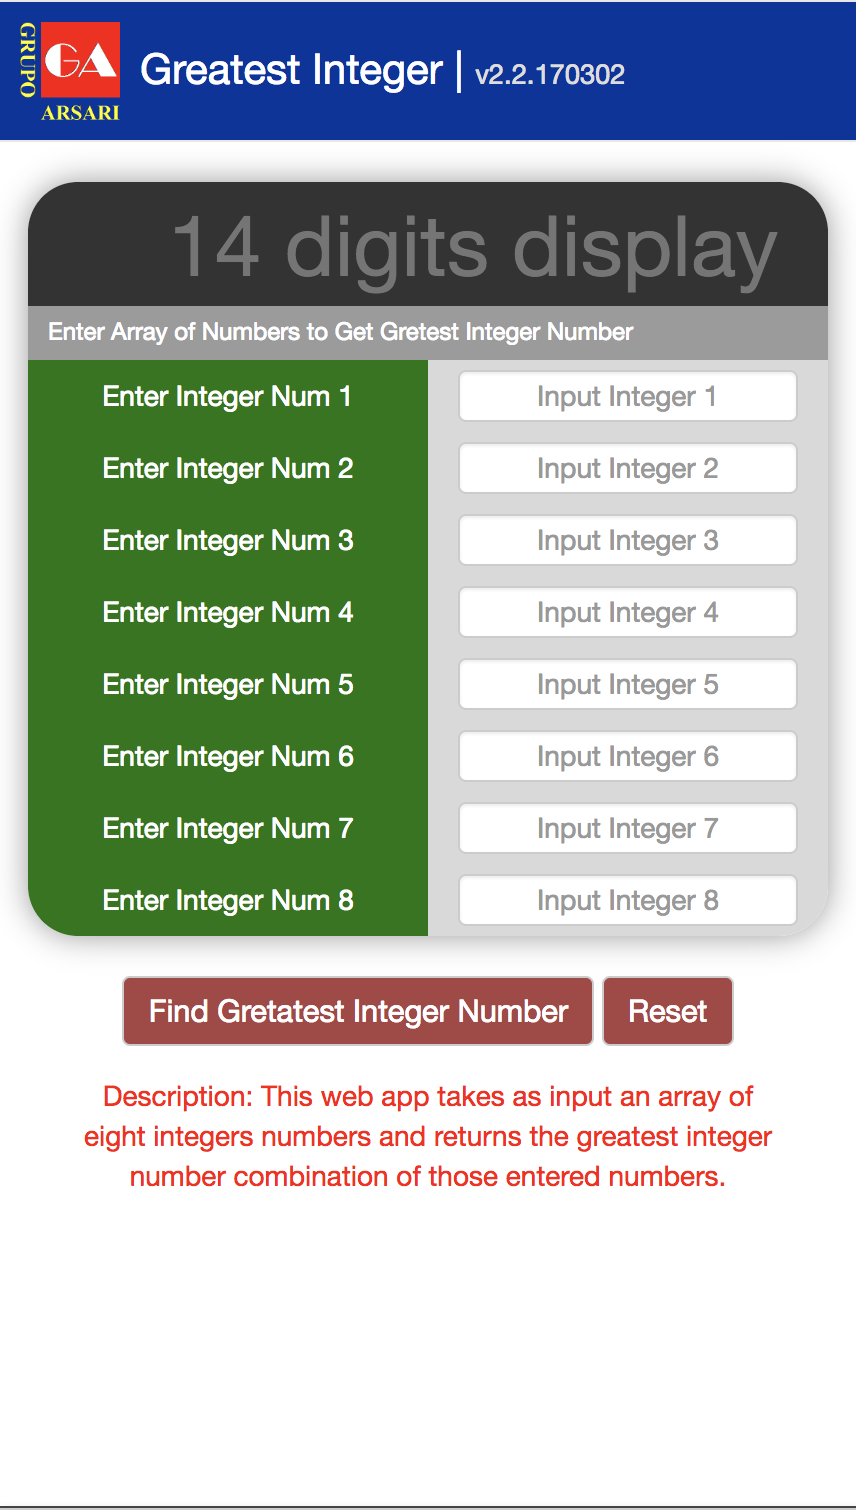 GRUPO
GA
ARSARI
Greatest Integer | v2.2.170302
14 digits display
Enter Array of Numbers to Get Gretest Integer Number
Enter Integer Num 1 Input Integer 1
Enter Integer Num 2 Input Integer 2
Enter Integer Num 3 Input Integer 3
Enter Integer Num 4 Input Integer 4
Enter Integer Num 5 Input Integer 5
Enter Integer Num 6 Input Integer 6
Enter Integer Num 7 Input Integer 7
Enter Integer Num 8 Input Integer 8
Find Gretatest Integer Number Reset
Description: This web app takes as input an array of
eight integers numbers and returns the greatest integer
number combination of those entered numbers.